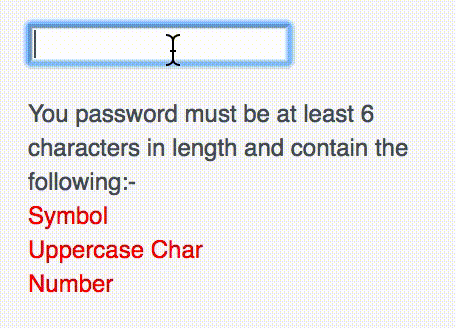 You password must be at least 6
characters in length and contain the
following:-
Symbol
Uppercase Char
Number